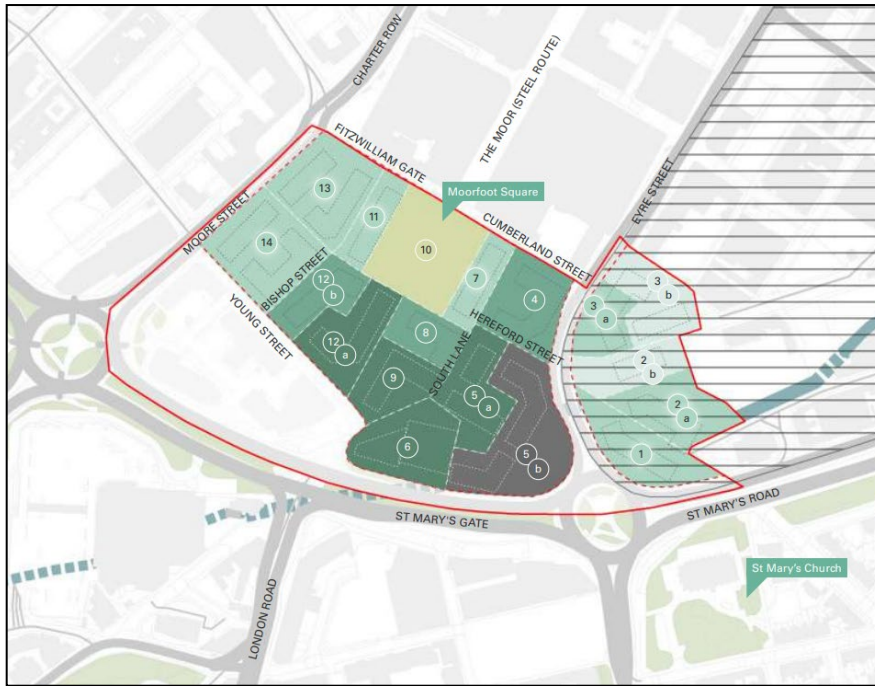 CHARTER ROW
THE MOOR (STEEL ROUTE)
FITZWILLIAM GATE
Moorfoot Square
EYRE STREET
MOORE STREET
13
11
10
CUMBERLAND STREET
14
7
4
3
b
3
a
BISHOP STREET
12
b
YOUNG STREET
8
HEREFORD STREET
SOUTH LANE
12
a
2
b
9
5
a
2
a
6
5
b
1
ST MARY'S GATE
ST MARY'S ROAD
LONDON ROAD
St Mary's Church